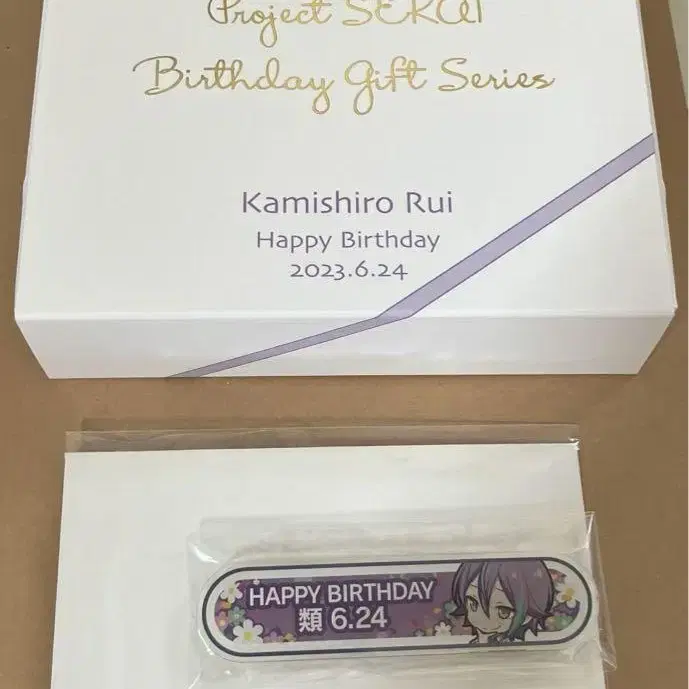 Project SEKAI
Birthday Gift Series
Kamishiro Rui
Happy Birthday
2023.6.24
HAPPY BIRTHDAY
類 6.24